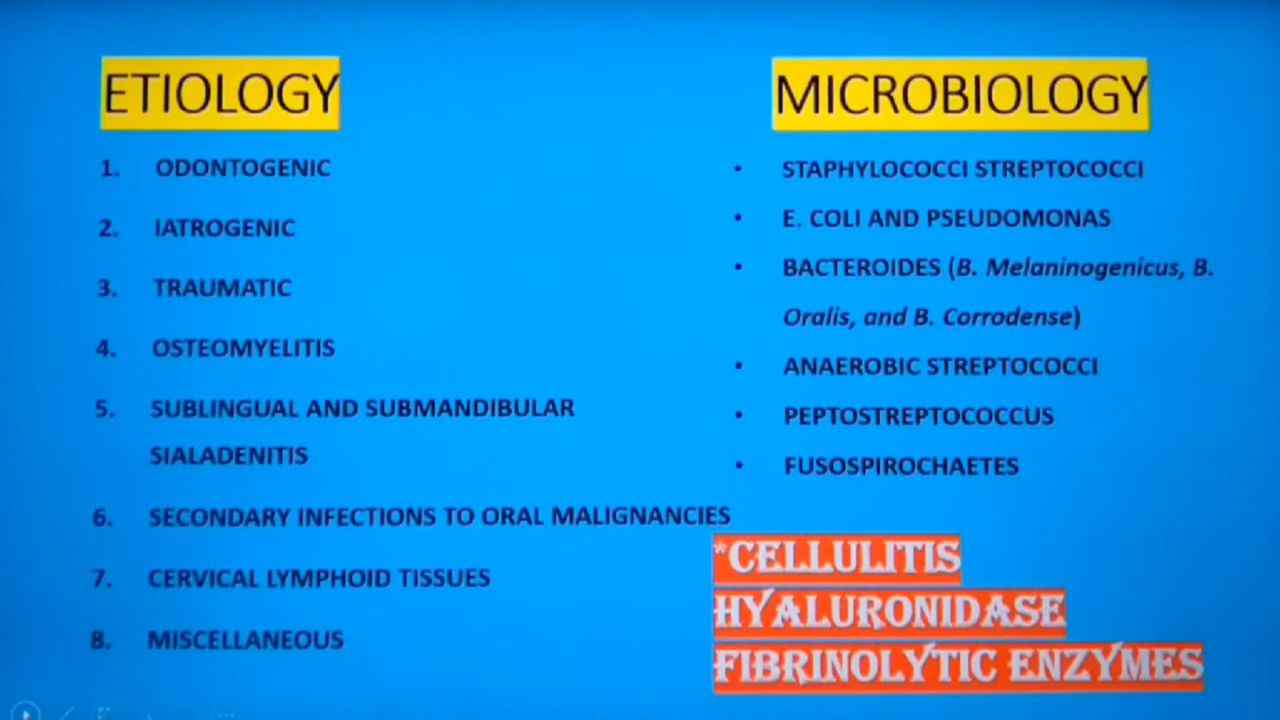 ETIOLOGY
1. ODONTOGENIC
2. IATROGENIC
3. TRAUMATIC
4. OSTEOMYELITIS
5. SUBLINGUAL AND SUBMANDIBULAR
SIALADENITIS
6. SECONDARY INFECTIONS TO ORAL MALIGNANCIES
7. CERVICAL LYMPHOID TISSUES
8. MISCELLANEOUS
MICROBIOLOGY
• STAPHYLOCOCCI STREPTOCOCCI
• E. COLI AND PSEUDOMONAS
• BACTEROIDES (B. Melaninogenicus, B.
Oralis, and B. Corrodense)
• ANAEROBIC STREPTOCOCCI
• PEPTOSTREPTOCOCCUS
• FUSOSPIROCHAETES
*CELLULITIS
HYALURONIDASE
FIBRINOLYTIC ENZYMES